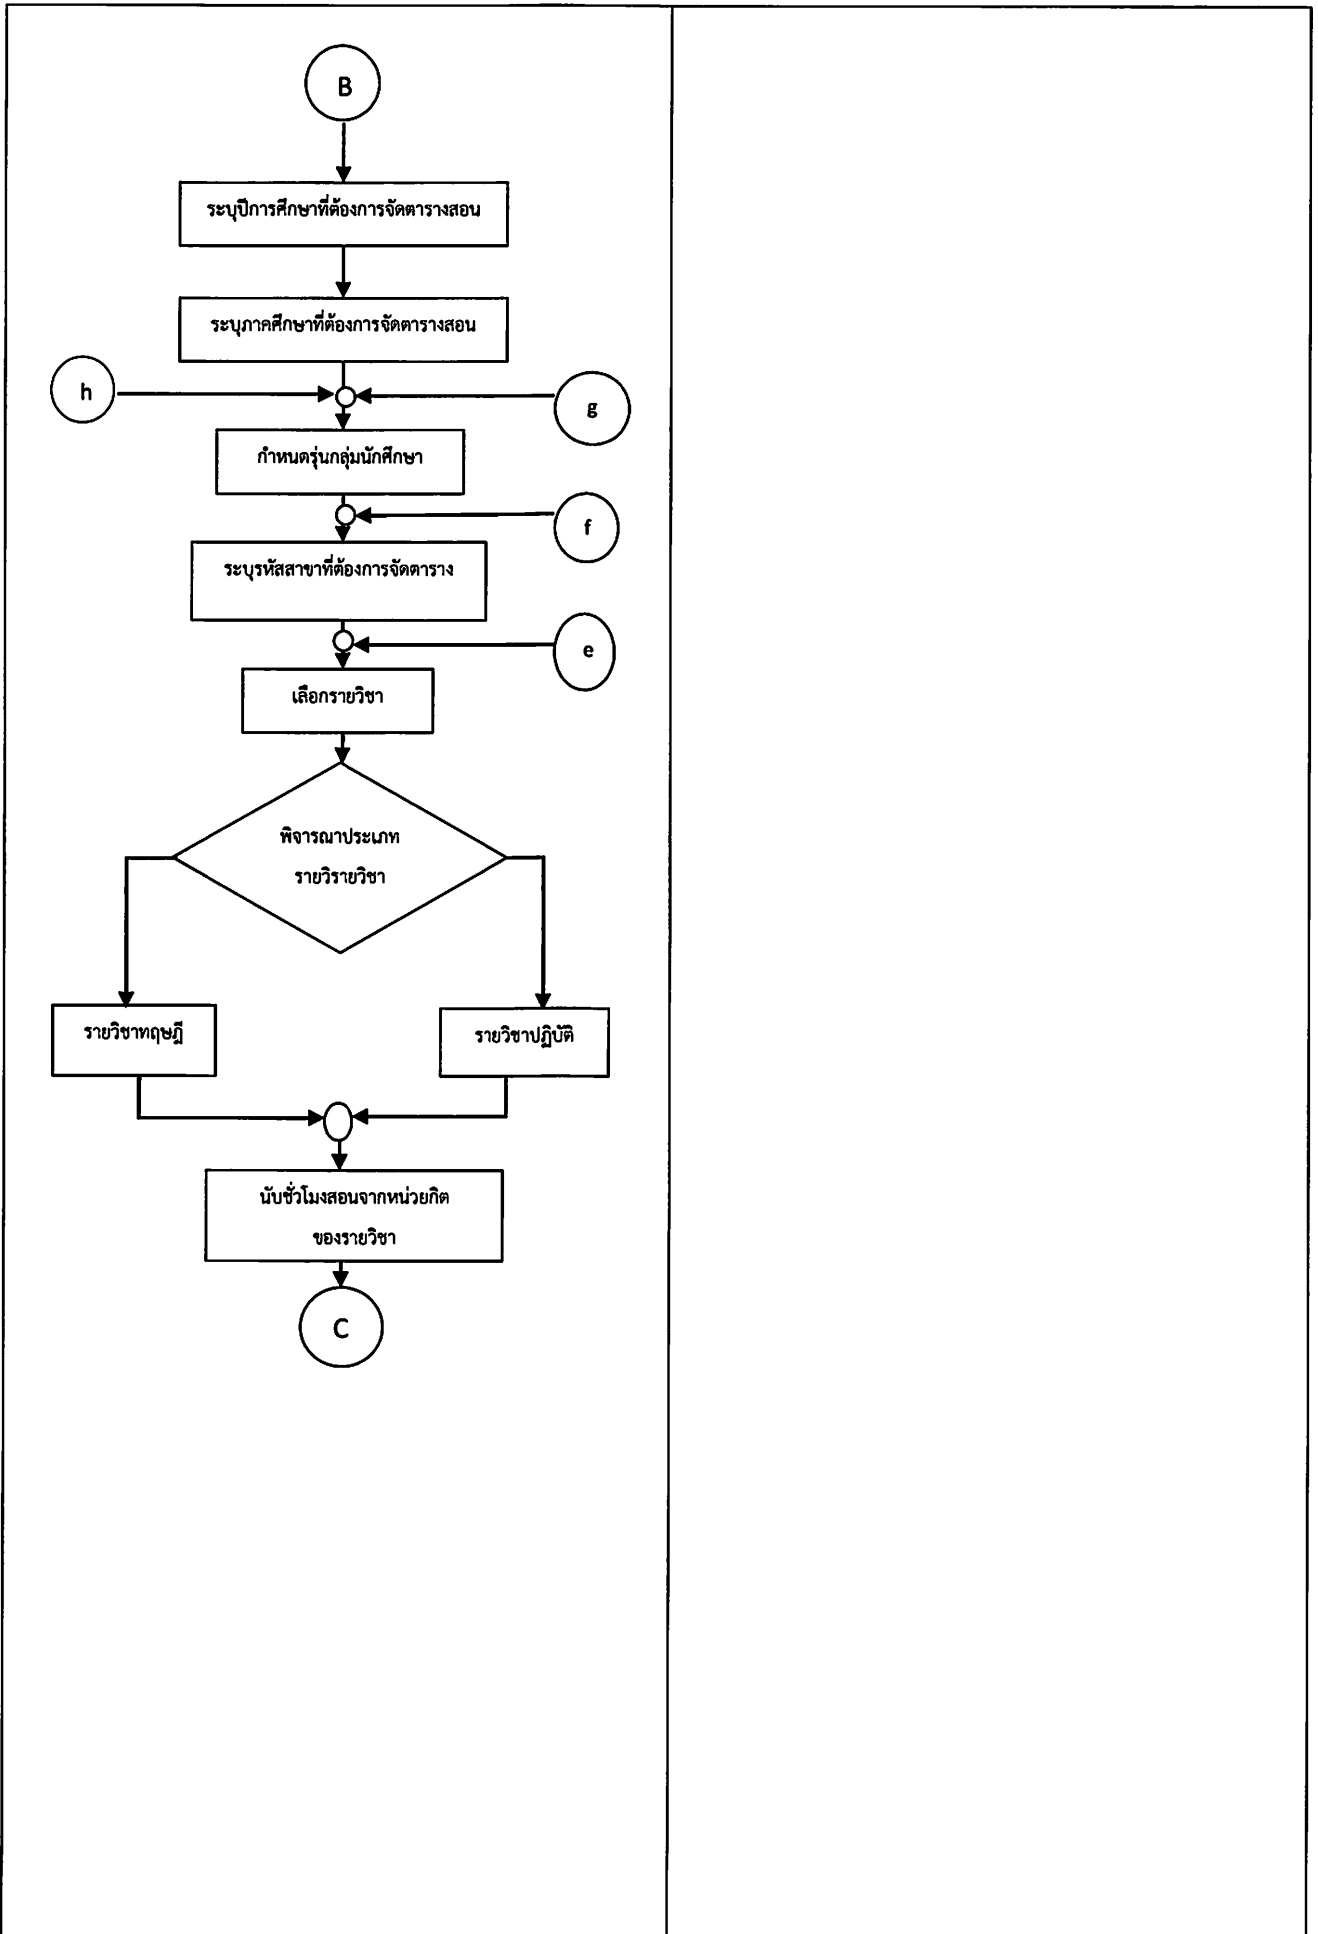 B
ระบุปีการศึกษาที่ต้องการจัดตารางสอน
ระบุภาคศึกษาที่ต้องการจัดตารางสอน
h
g
กำหนดรุ่นกลุ่มนักศึกษา
f
ระบุรหัสสาขาที่ต้องการจัดตาราง
e
เลือกรายวิชา
พิจารณาประเภท
รายวิรายวิชา
รายวิชาทฤษฎี
รายวิชาปฏิบัติ
นับชั่วโมงสอนจากหน่วยกิต
ของรายวิชา
C